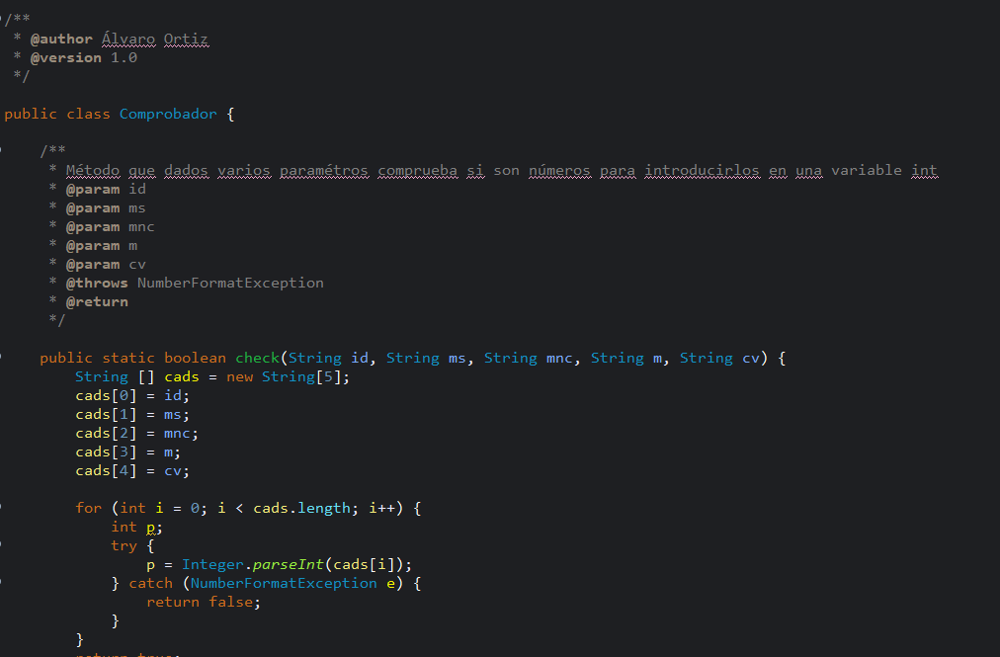 /**
 * @author Álvaro Ortiz
 * @version 1.0
 */
public class Comprobador {
    /**
     * Método que dados varios paramétros comprueba si son números para introducirlos en una variable int
     * @param id
     * @param ms
     * @param mnc
     * @param m
     * @param cv
     * @throws NumberFormatException
     * @return
     */
    public static boolean check(String id, String ms, String mnc, String m, String cv) {
        String [] cads = new String[5];
        cads[0] = id;
        cads[1] = ms;
        cads[2] = mnc;
        cads[3] = m;
        cads[4] = cv;
        for (int i = 0; i < cads.length; i++) {
            int p;
            try {
                p = Integer.parseInt(cads[i]);
            } catch (NumberFormatException e) {
                return false;
            }
        }
        return true;